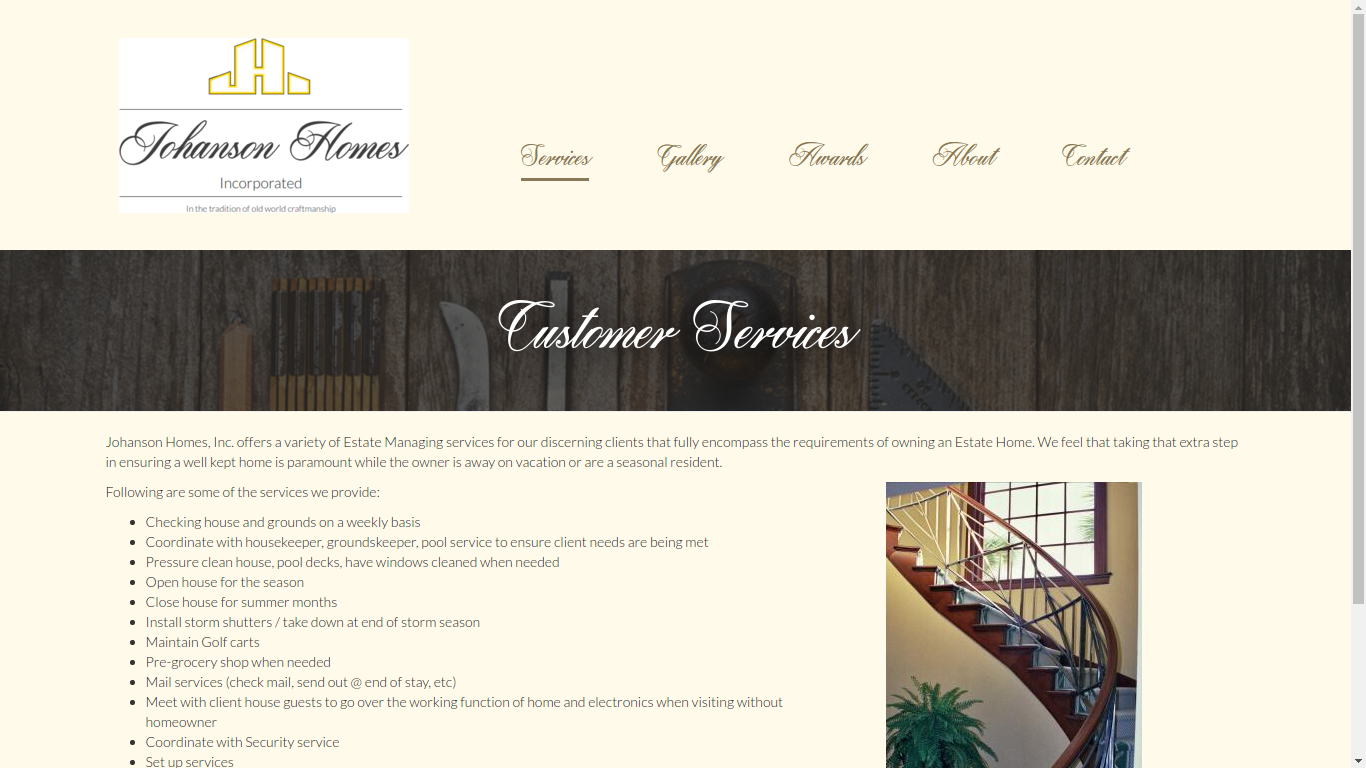 JH.
Johanson Homes
Incorporated
In the tradition of old world craftmanship
Services Gallery Awards About Contact
Customer Services
Johanson Homes, Inc. offers a variety of Estate Managing services for our discerning clients that fully encompass the requirements of owning an Estate Home. We feel that taking that extra step
in ensuring a well kept home is paramount while the owner is away on vacation or are a seasonal resident.
Following are some of the services we provide:
Checking house and grounds on a weekly basis
Coordinate with housekeeper, groundskeeper, pool service to ensure client needs are being met
Pressure clean house, pool decks, have windows cleaned when needed
Open house for the season
Close house for summer months
Install storm shutters / take down at end of storm season
Maintain Golf carts
Pre-grocery shop when needed
Mail services (check mail, send out @ end of stay, etc)
Meet with client house guests to go over the working function of home and electronics when visiting without
homeowner
Coordinate with Security service
Set up services